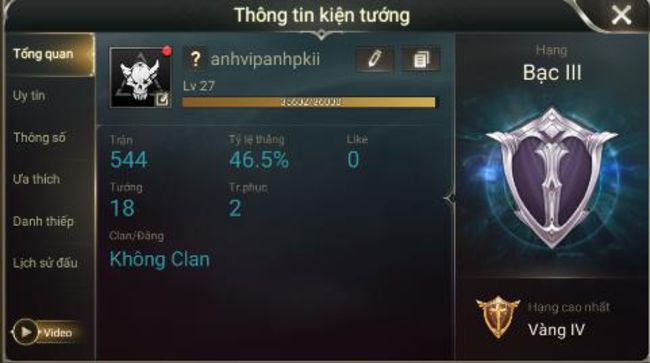 Thông tin kiện tướng
Tổng quan
Uy tín
Thông số
Ưa thích
Danh thiếp
Lịch sử đấu
Video
? anhvipanhpkii
Lv 27
Trận
544
Tỷ lệ thắng
46.5%
Like
0
Tướng
18
Tr.phục
2
Clan/Đảng
Không Clan
Hạng
Bạc III
Hạng cao nhất
Vàng IV